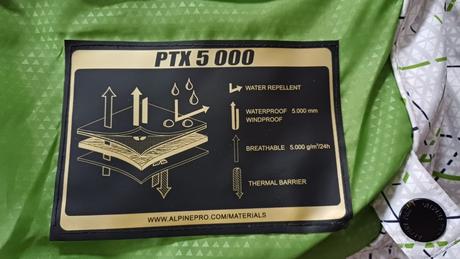 PTX 5 000
WATER REPELLENT
WATERPROOF 5.000 mm
WINDPROOF
BREATHABLE 5.000 g/m²/24h
THERMAL BARRIER
WWW.ALPINEPRO.COM/MATERIALS